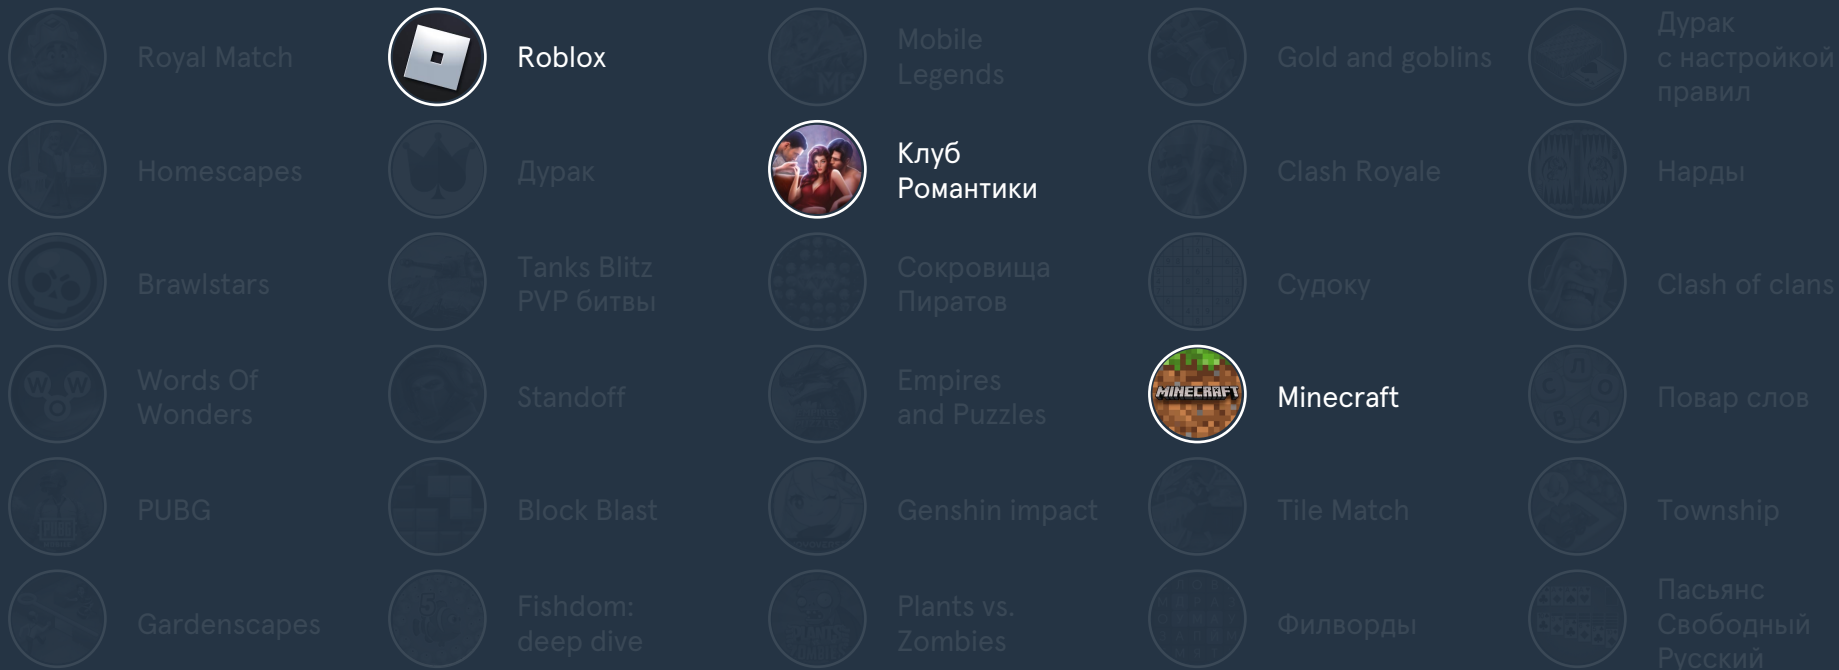 Royal Match
Roblox
Mobile
Legends
Gold and goblins
Дурак
с настройкой
правил
Homescapes
Дурак
Клуб
Романтики
Clash Royale
Нарды
Brawlstars
Tanks Blitz
PVP битвы
Сокровища
Пиратов
Судоку
Clash of clans
Words Of
Wonders
Standoff
Empires
and Puzzles
MINECRAFT
Minecraft
Повар слов
PUBG
Block Blast
Genshin impact
Tile Match
Township
Gardenscapes
Fishdom:
deep dive
Plants vs.
Zombies
Филворды
Пасьянс
Свободный
Русский